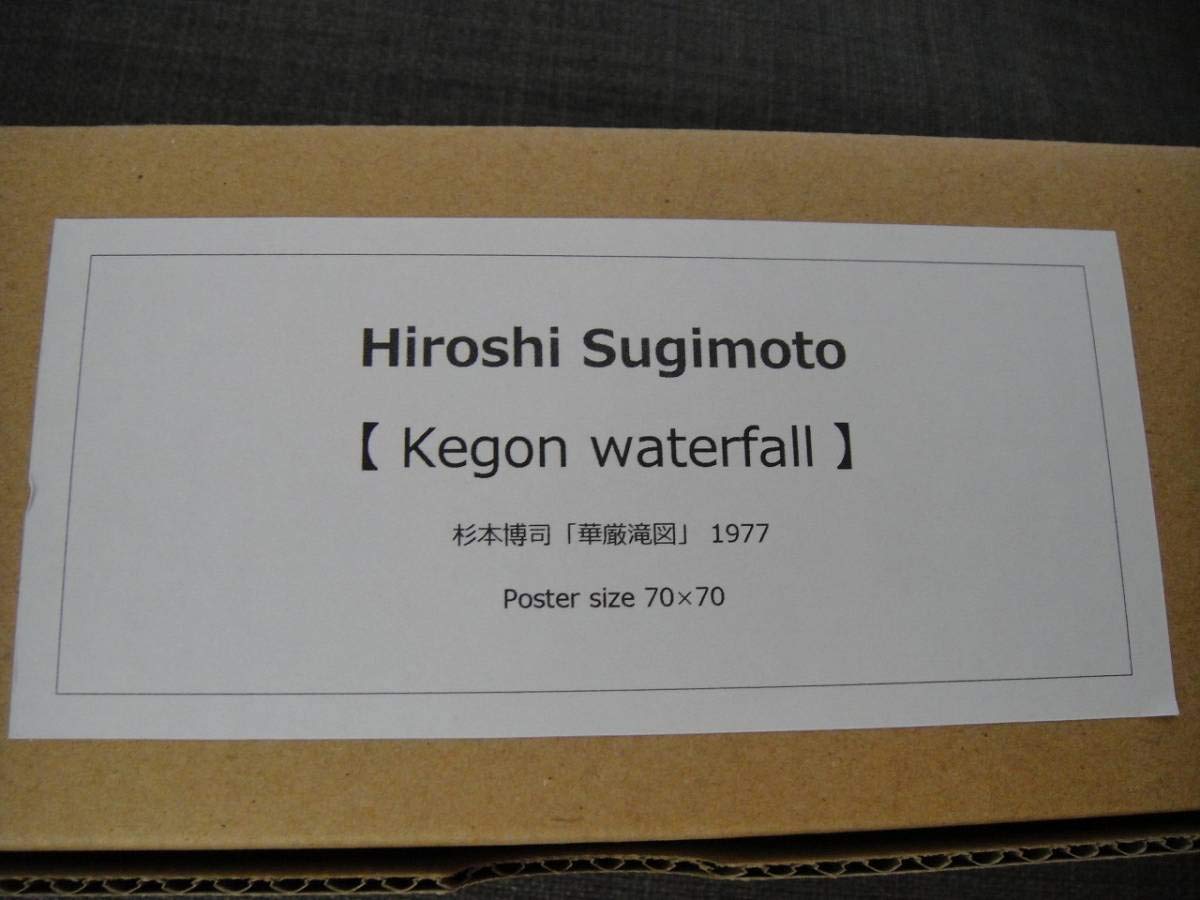 Hiroshi Sugimoto
【 Kegon waterfall 】
杉本博司「華厳滝図」 1977
Poster size 70×70